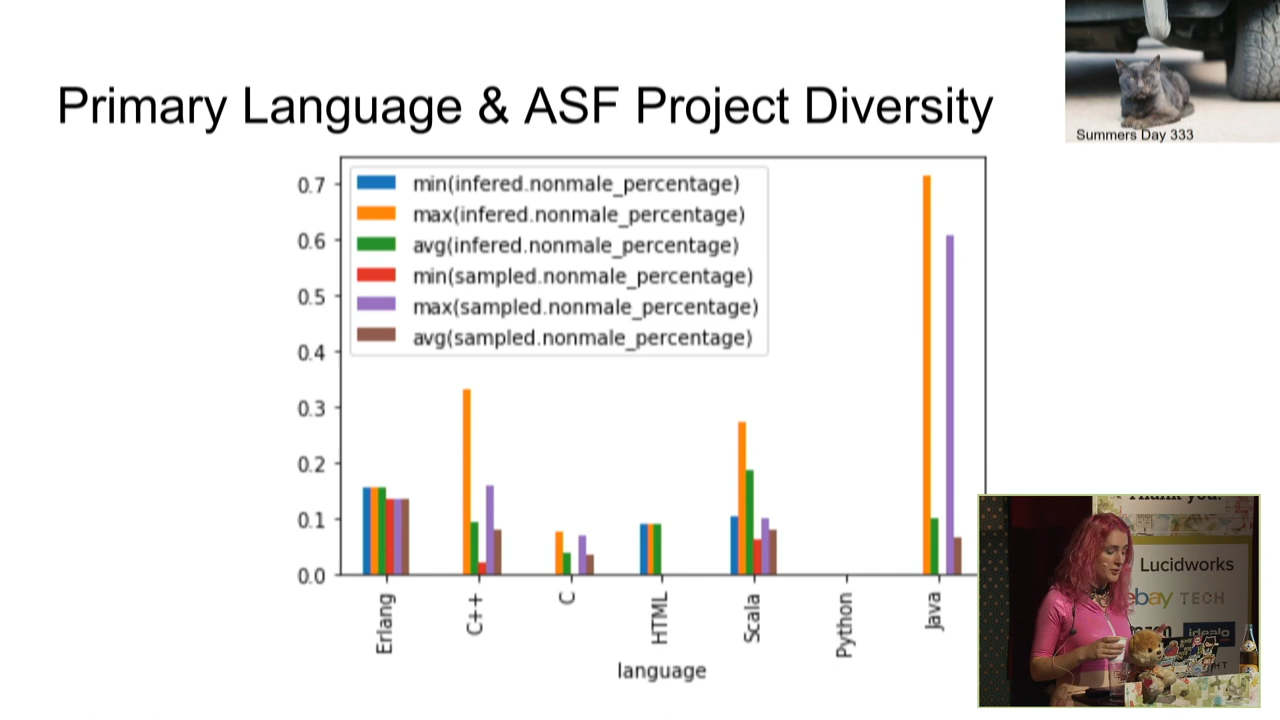 Summers Day 333
Primary Language & ASF Project Diversity
min(infered.nonmale_percentage)
max(infered.nonmale_percentage)
avg(infered.nonmale_percentage)
min(sampled.nonmale_percentage)
max(sampled.nonmale_percentage)
avg(sampled.nonmale_percentage)
0.7
0.6
0.5
0.4
0.3
0.2
0.1
0.0
Erlang
C++
C
HTML
Scala
Python
Java
language
Lucidworks
ebay TECH
idealo